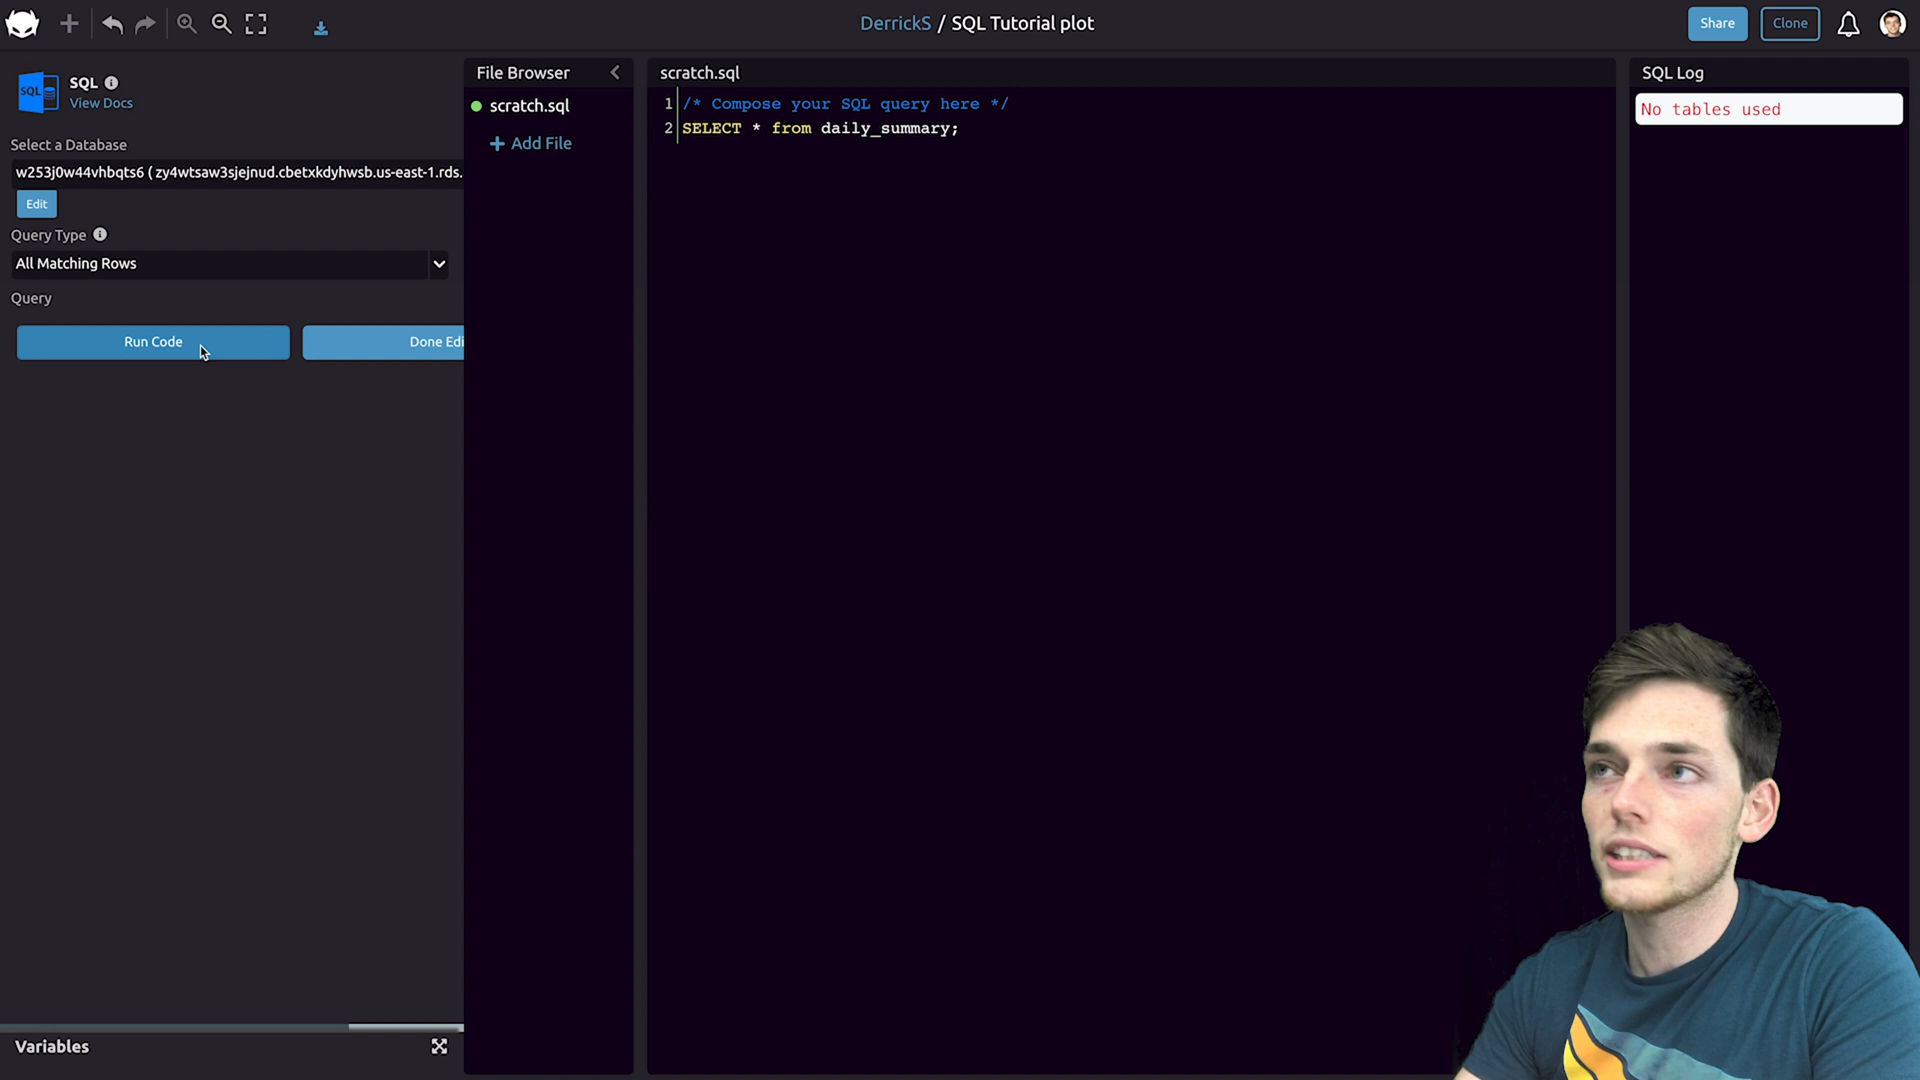 DerrickS / SQL Tutorial plot
Share
Clone
SQL
SQL
View Docs
Select a Database
w253j0w44vhbqts6 ( zy4wtsaw3sjejnud.cbetxkdyhwsb.us-east-1.rds.
Edit
Query Type
All Matching Rows
Query
Run Code
Done Edi
Variables
File Browser
scratch.sql
Add File
scratch.sql
1 /* Compose your SQL query here */
2 SELECT * from daily_summary;
SQL Log
No tables used